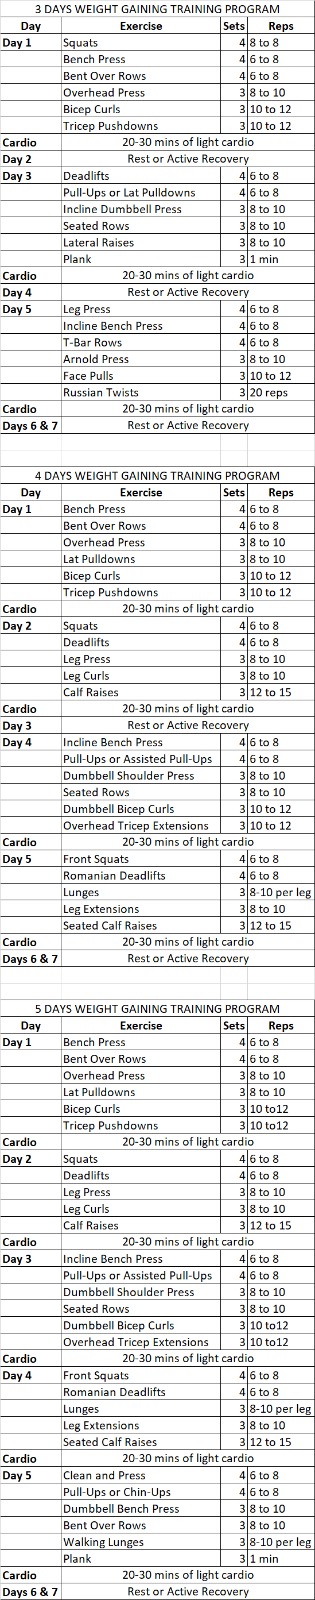 3 DAYS WEIGHT GAINING TRAINING PROGRAM
Day Exercise Sets Reps
Day 1 Squats 4 8 to 8
Bench Press 4 6 to 8
Bent Over Rows 4 6 to 8
Overhead Press 3 8 to 10
Bicep Curls 3 10 to 12
Tricep Pushdowns 3 10 to 12
Cardio 20-30 mins of light cardio
Day 2 Rest or Active Recovery
Day 3 Deadlifts 4 6 to 8
Pull-Ups or Lat Pulldowns 4 6 to 8
Incline Dumbbell Press 3 8 to 10
Seated Rows 3 8 to 10
Lateral Raises 3 8 to 10
Plank 3 1 min
Cardio 20-30 mins of light cardio
Day 4 Rest or Active Recovery
Day 5 Leg Press 4 6 to 8
Incline Bench Press 4 6 to 8
T-Bar Rows 4 6 to 8
Arnold Press 3 8 to 10
Face Pulls 3 10 to 12
Russian Twists 3 20 reps
Cardio 20-30 mins of light cardio
Days 6 & 7 Rest or Active Recovery
4 DAYS WEIGHT GAINING TRAINING PROGRAM
Day Exercise Sets Reps
Day 1 Bench Press 4 6 to 8
Bent Over Rows 4 6 to 8
Overhead Press 3 8 to 10
Lat Pulldowns 3 8 to 10
Bicep Curls 3 10 to 12
Tricep Pushdowns 3 10 to 12
Cardio 20-30 mins of light cardio
Day 2 Squats 4 6 to 8
Deadlifts 4 6 to 8
Leg Press 3 8 to 10
Leg Curls 3 8 to 10
Calf Raises 3 12 to 15
Cardio 20-30 mins of light cardio
Day 3 Rest or Active Recovery
Day 4 Incline Bench Press 4 6 to 8
Pull-Ups or Assisted Pull-Ups 4 6 to 8
Dumbbell Shoulder Press 3 8 to 10
Seated Rows 3 8 to 10
Dumbbell Bicep Curls 3 10 to 12
Overhead Tricep Extensions 3 10 to 12
Cardio 20-30 mins of light cardio
Day 5 Front Squats 4 6 to 8
Romanian Deadlifts 4 6 to 8
Lunges 3 8-10 per leg
Leg Extensions 3 8 to 10
Seated Calf Raises 3 12 to 15
Cardio 20-30 mins of light cardio
Days 6 & 7 Rest or Active Recovery
5 DAYS WEIGHT GAINING TRAINING PROGRAM
Day Exercise Sets Reps
Day 1 Bench Press 4 6 to 8
Bent Over Rows 4 6 to 8
Overhead Press 3 8 to 10
Lat Pulldowns 3 8 to 10
Bicep Curls 3 10 to12
Tricep Pushdowns 3 10 to12
Cardio 20-30 mins of light cardio
Day 2 Squats 4 6 to 8
Deadlifts 4 6 to 8
Leg Press 3 8 to 10
Leg Curls 3 8 to 10
Calf Raises 3 12 to 15
Cardio 20-30 mins of light cardio
Day 3 Incline Bench Press 4 6 to 8
Pull-Ups or Assisted Pull-Ups 4 6 to 8
Dumbbell Shoulder Press 3 8 to 10
Seated Rows 3 8 to 10
Dumbbell Bicep Curls 3 10 to12
Overhead Tricep Extensions 3 10 to12
Cardio 20-30 mins of light cardio
Day 4 Front Squats 4 6 to 8
Romanian Deadlifts 4 6 to 8
Lunges 3 8-10 per leg
Leg Extensions 3 8 to 10
Seated Calf Raises 3 12 to 15
Cardio 20-30 mins of light cardio
Day 5 Clean and Press 4 6 to 8
Pull-Ups or Chin-Ups 4 6 to 8
Dumbbell Bench Press 3 8 to 10
Bent Over Rows 3 8 to 10
Walking Lunges 3 8-10 per leg
Plank 3 1 min
Cardio 20-30 mins of light cardio
Days 6 & 7 Rest or Active Recovery